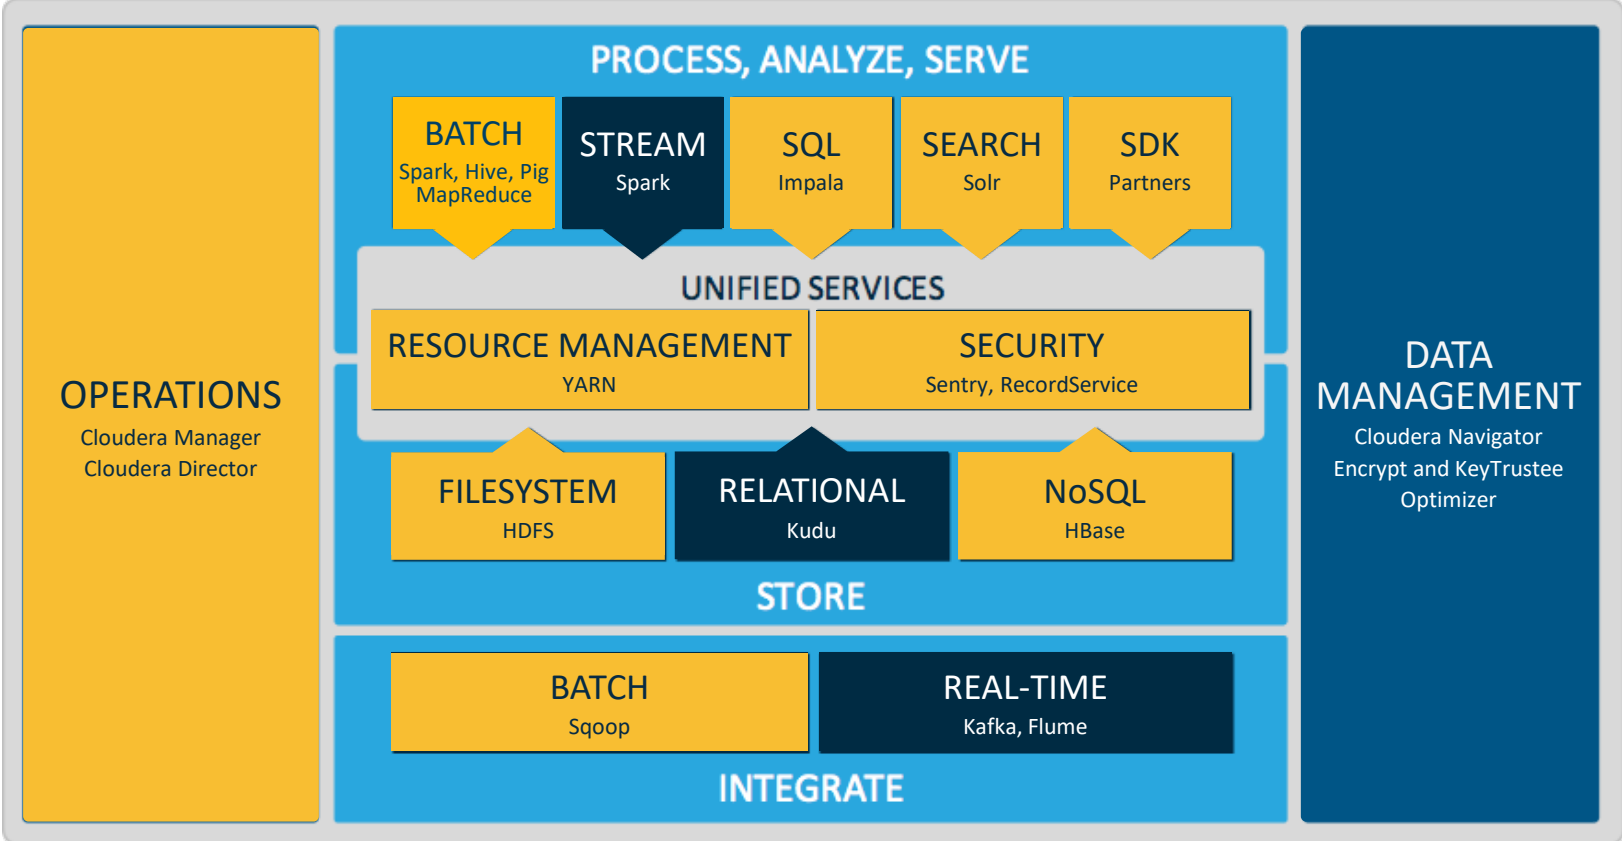 PROCESS, ANALYZE, SERVE
BATCH
Spark, Hive, Pig
MapReduce
STREAM
Spark
SQL
Impala
SEARCH
Solr
SDK
Partners
UNIFIED SERVICES
RESOURCE MANAGEMENT
YARN
SECURITY
Sentry, RecordService
OPERATIONS
Cloudera Manager
Cloudera Director
DATA
MANAGEMENT
Cloudera Navigator
Encrypt and KeyTrustee
Optimizer
FILESYSTEM
HDFS
RELATIONAL
Kudu
NoSQL
HBase
STORE
BATCH
Sqoop
REAL-TIME
Kafka, Flume
INTEGRATE